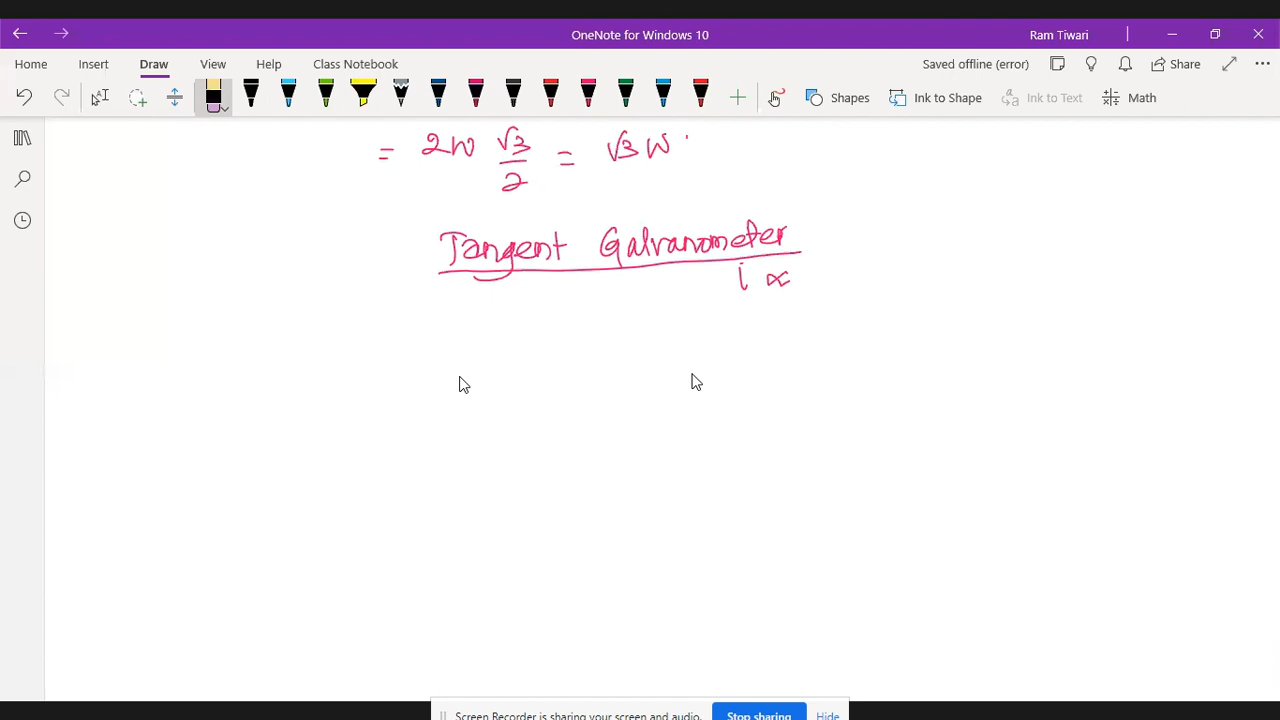 OneNote for Windows 10
Ram Tiwari
Home Insert Draw View Help Class Notebook
Saved offline (error) Share
Shapes Ink to Shape Ink to Text Math
= 2W √3/2 = √3 W
Tangent Galvanometer
i ∝
Screen Recorder is sharing your screen and audio. Stop sharing Hide